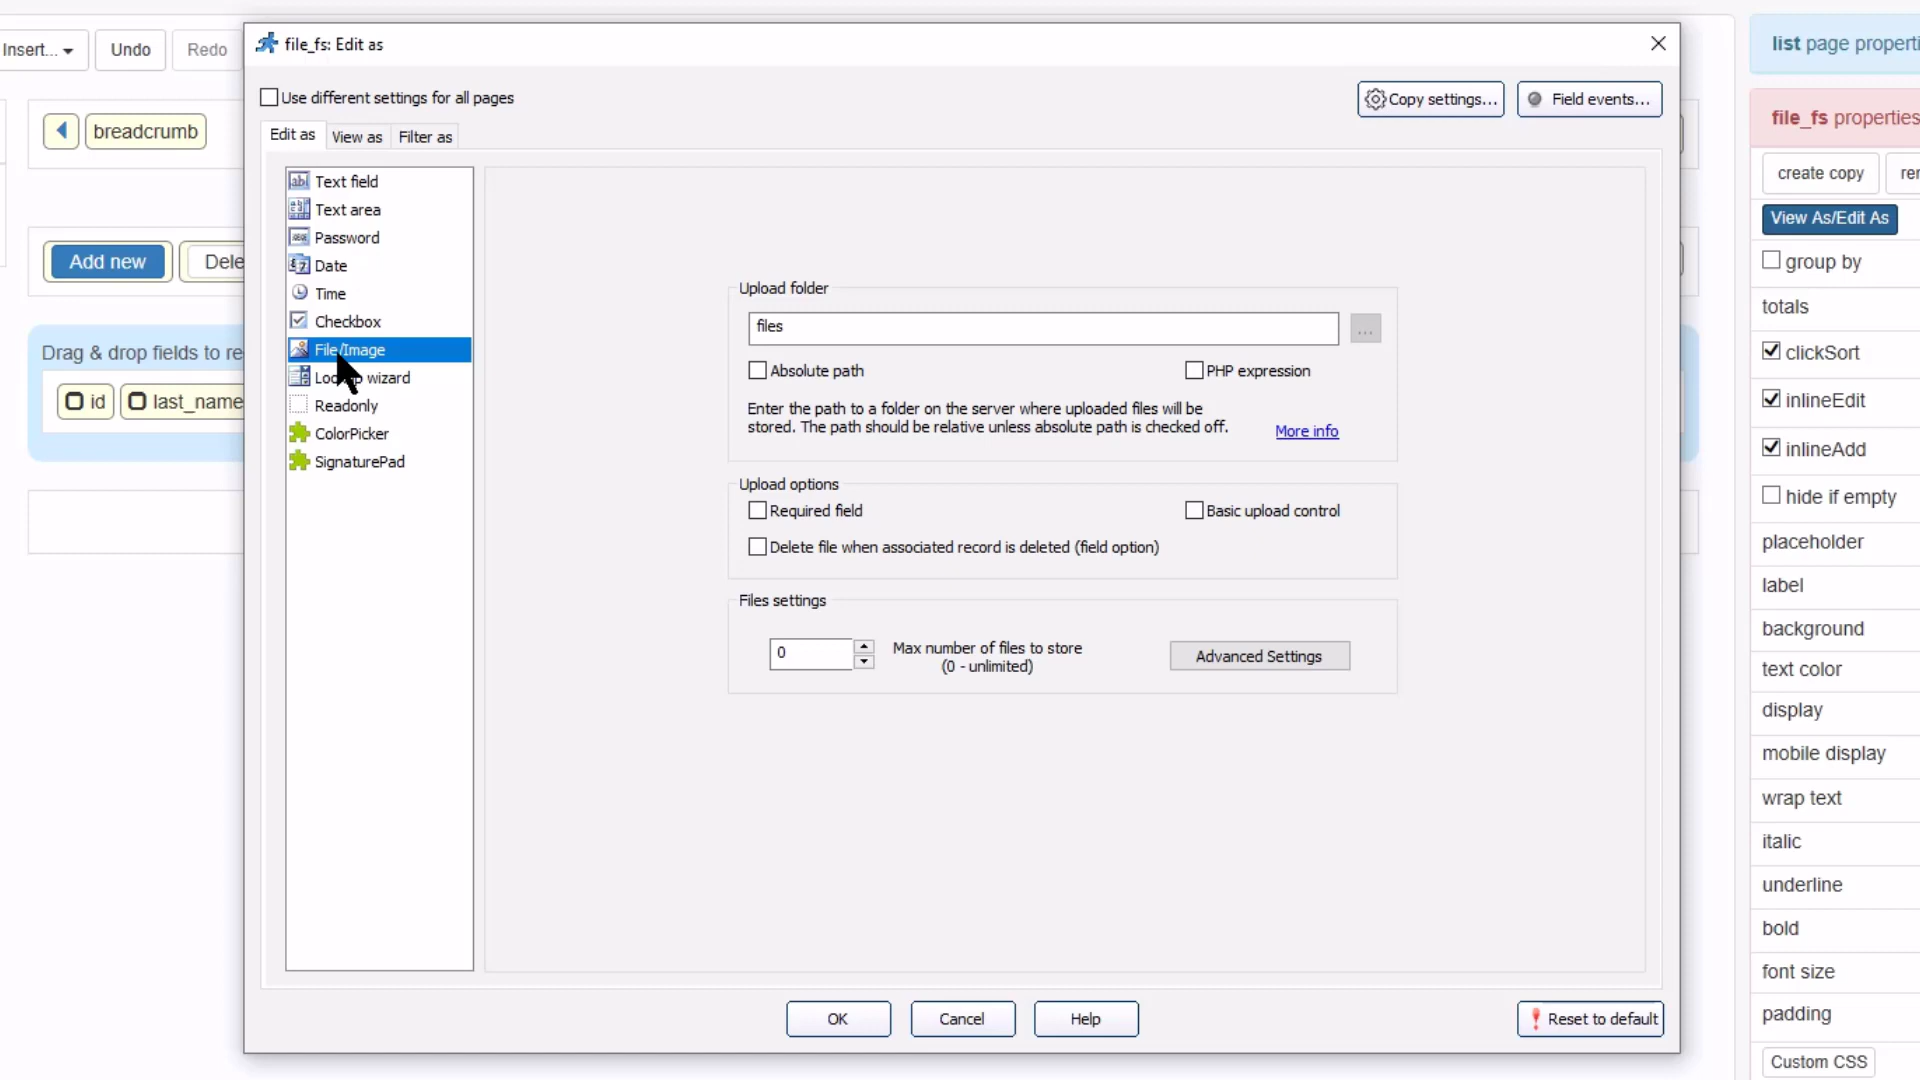 Insert...
Undo
Redo
breadcrumb
Add new
Dele
Drag & drop fields to re
id
last_name
file_fs: Edit as
Use different settings for all pages
Copy settings...
Field events...
Edit as
View as
Filter as
Text field
Text area
Password
Date
Time
Checkbox
File/Image
Lookup wizard
Readonly
ColorPicker
SignaturePad
Upload folder
files
...
Absolute path
PHP expression
Enter the path to a folder on the server where uploaded files will be
stored. The path should be relative unless absolute path is checked off.
More info
Upload options
Required field
Basic upload control
Delete file when associated record is deleted (field option)
Files settings
0
Max number of files to store
(0 - unlimited)
Advanced Settings
OK
Cancel
Help
Reset to default
list page properti
file_fs properties
create copy
rer
View As/Edit As
group by
totals
clickSort
inlineEdit
inlineAdd
hide if empty
placeholder
label
background
text color
display
mobile display
wrap text
italic
underline
bold
font size
padding
Custom CSS